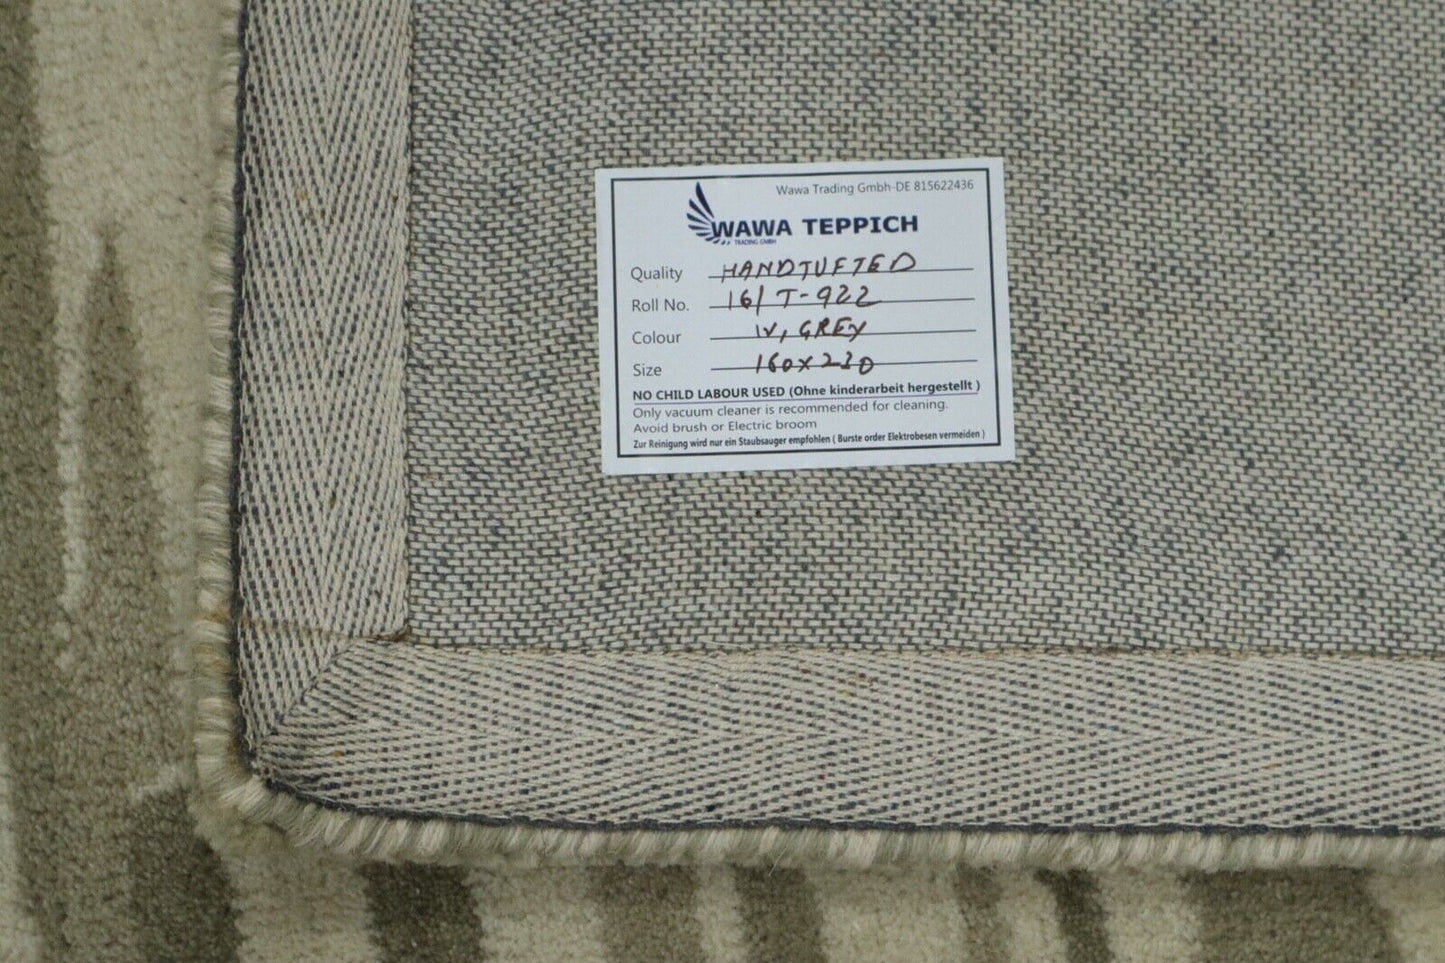 Wawa Trading Gmbh-DE 815622436
WAWA TEPPICH
TRADING GMBH
Quality HANDTUFTED
Roll No. 16/T-922
Colour IV, GREY
Size 160x230
NO CHILD LABOUR USED (Ohne kinderarbeit hergestellt )
Only vacuum cleaner is recommended for cleaning.
Avoid brush or Electric broom
Zur Reinigung wird nur ein Staubsauger empfohlen ( Burste order Elektrobesen vermeiden )